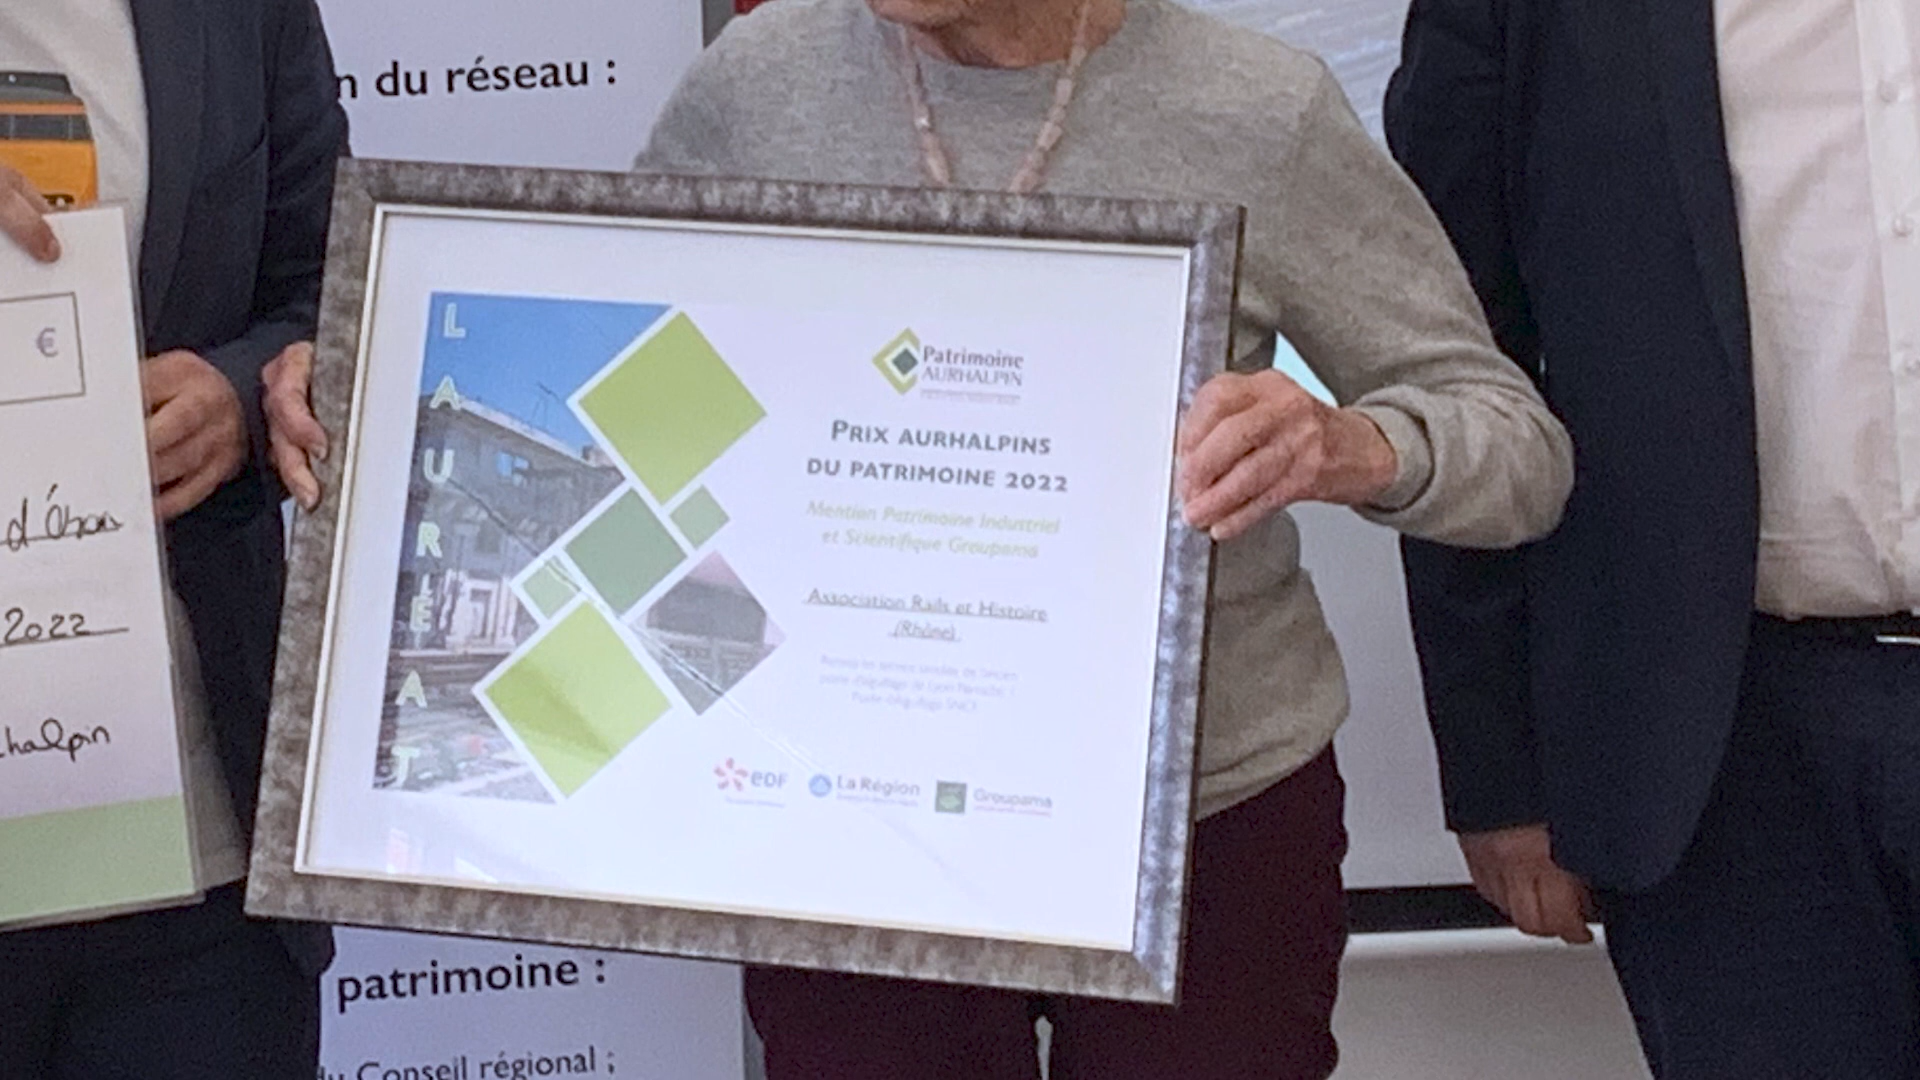 n du réseau :
€
d'
2022
halpin
LAURÉAT
Patrimoine
AURHALPIN
PRIX AURHALPINS
DU PATRIMOINE 2022
Mention Patrimoine Industriel
et Scientifique Groupama
Association Rails et Histoire
(Rhône)
eDF
La Région
Groupama
patrimoine :
du Conseil régional ;